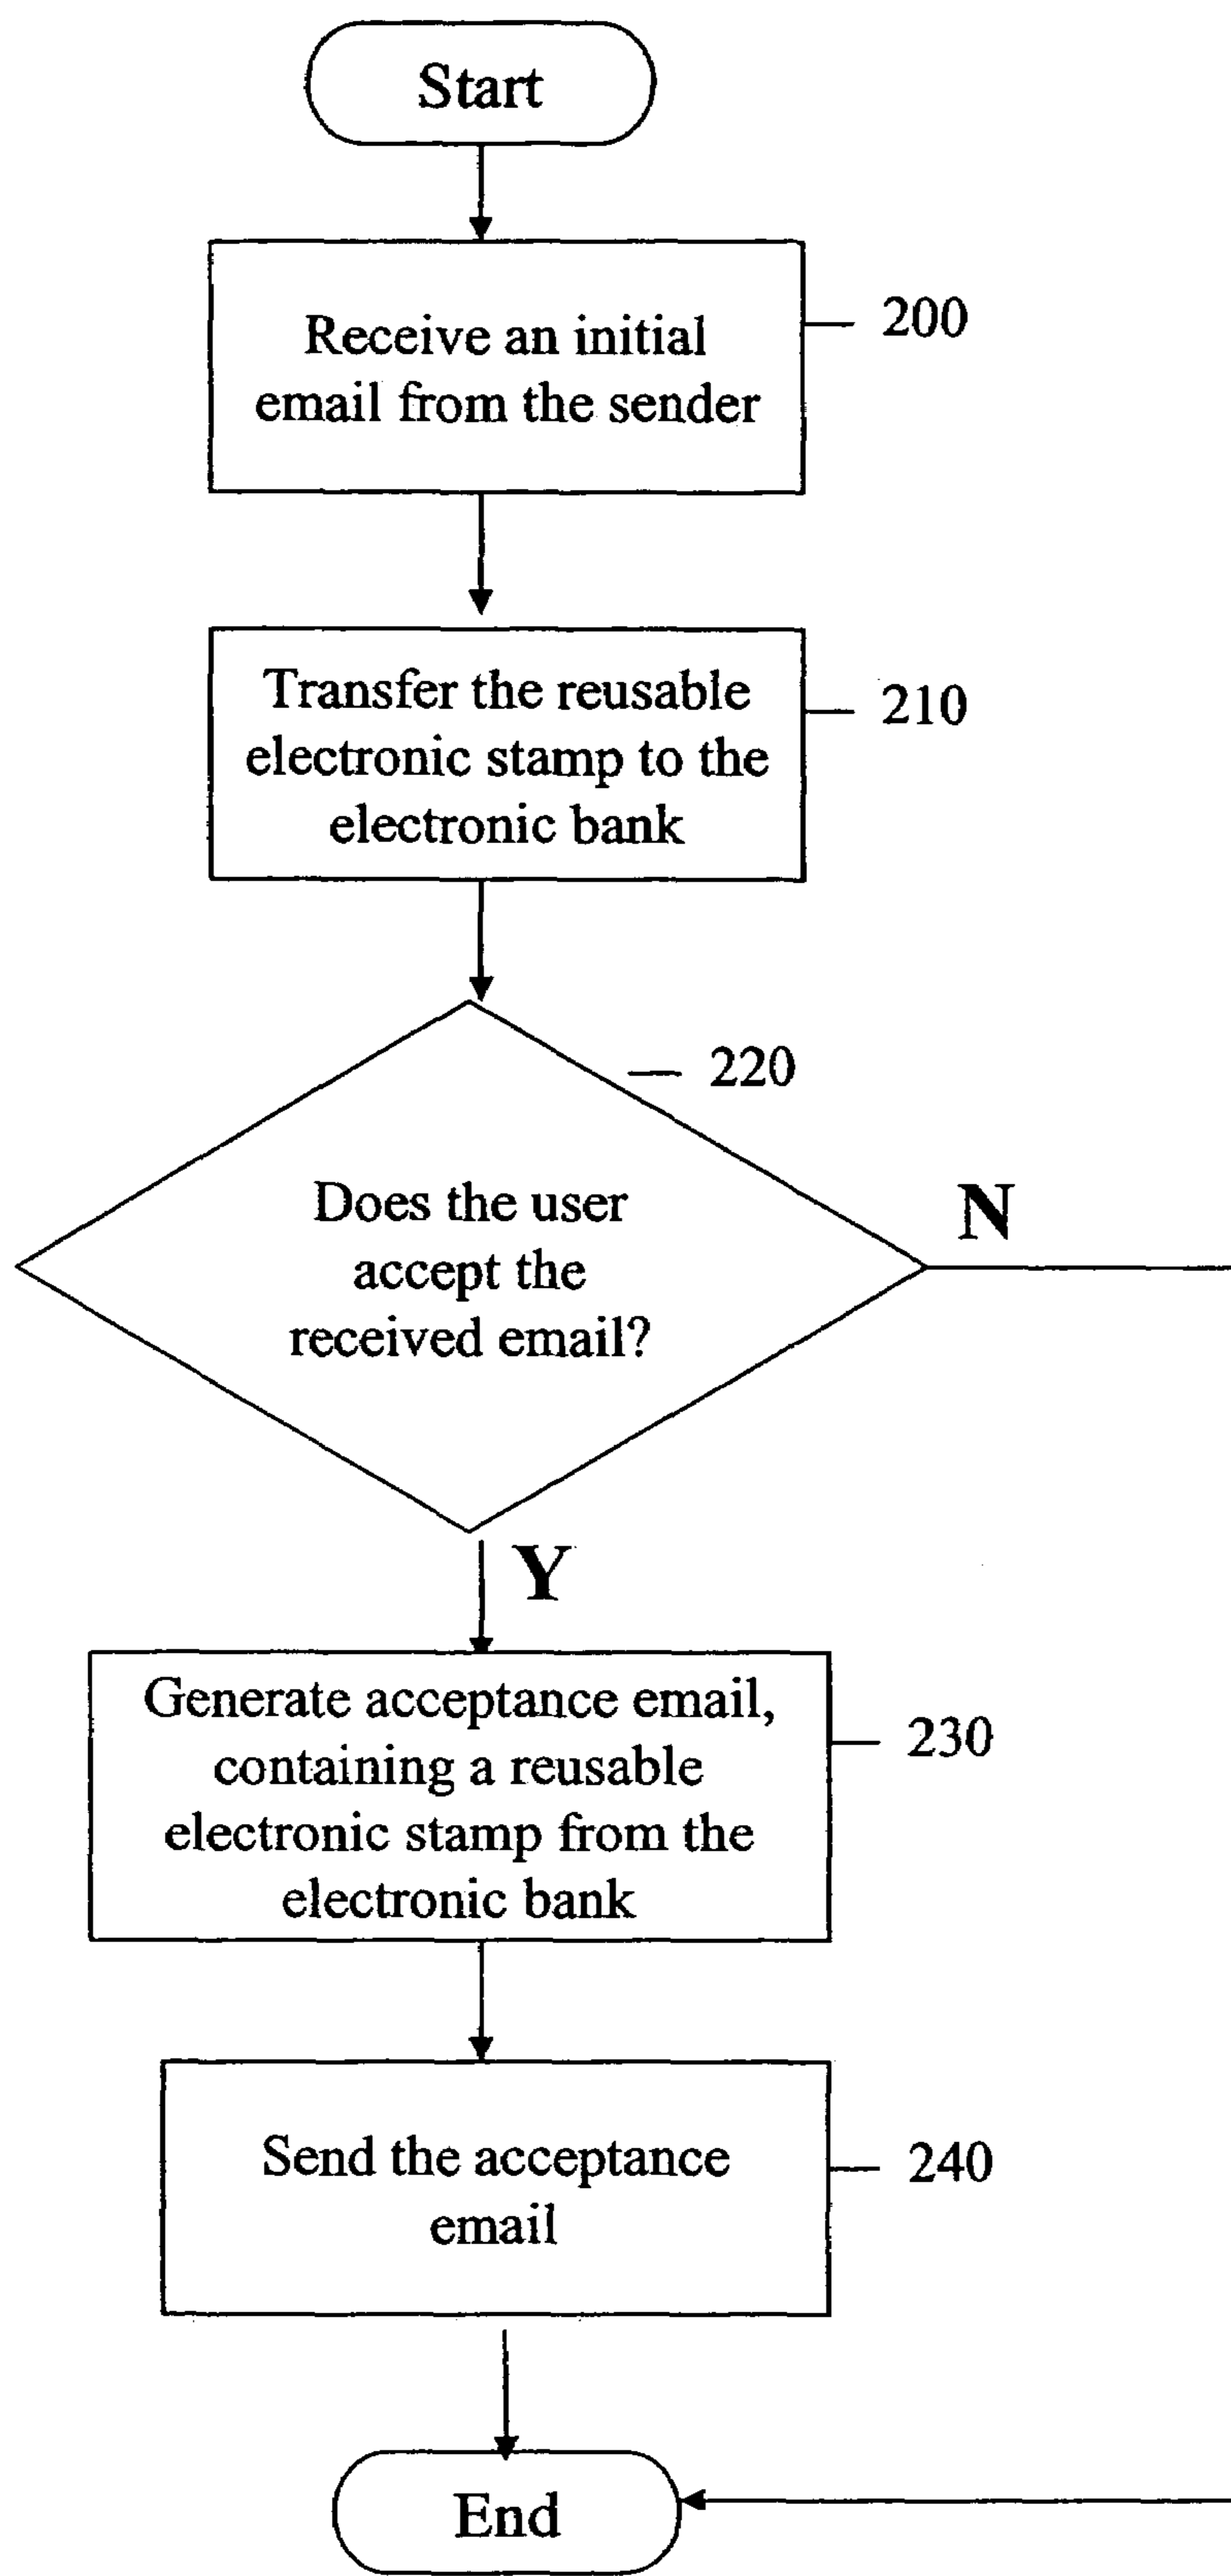 Start
Receive an initial
email from the sender
200
Transfer the reusable
electronic stamp to the
electronic bank
210
220
Does the user
accept the
received email?
N
Y
Generate acceptance email,
containing a reusable
electronic stamp from the
electronic bank
230
Send the acceptance
email
240
End